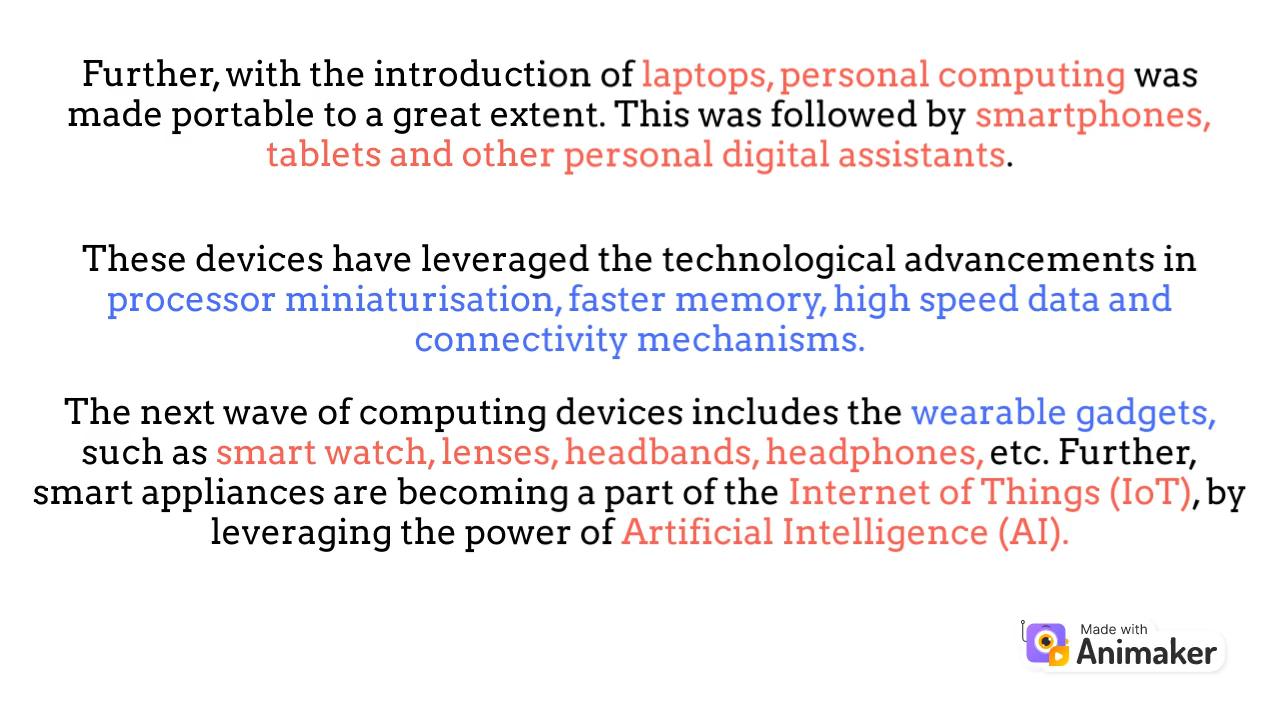 Further, with the introduction of laptops, personal computing was
made portable to a great extent. This was followed by smartphones,
tablets and other personal digital assistants.
These devices have leveraged the technological advancements in
processor miniaturisation, faster memory, high speed data and
connectivity mechanisms.
The next wave of computing devices includes the wearable gadgets,
such as smart watch, lenses, headbands, headphones, etc. Further,
smart appliances are becoming a part of the Internet of Things (IoT), by
leveraging the power of Artificial Intelligence (AI).
Made with
Animaker